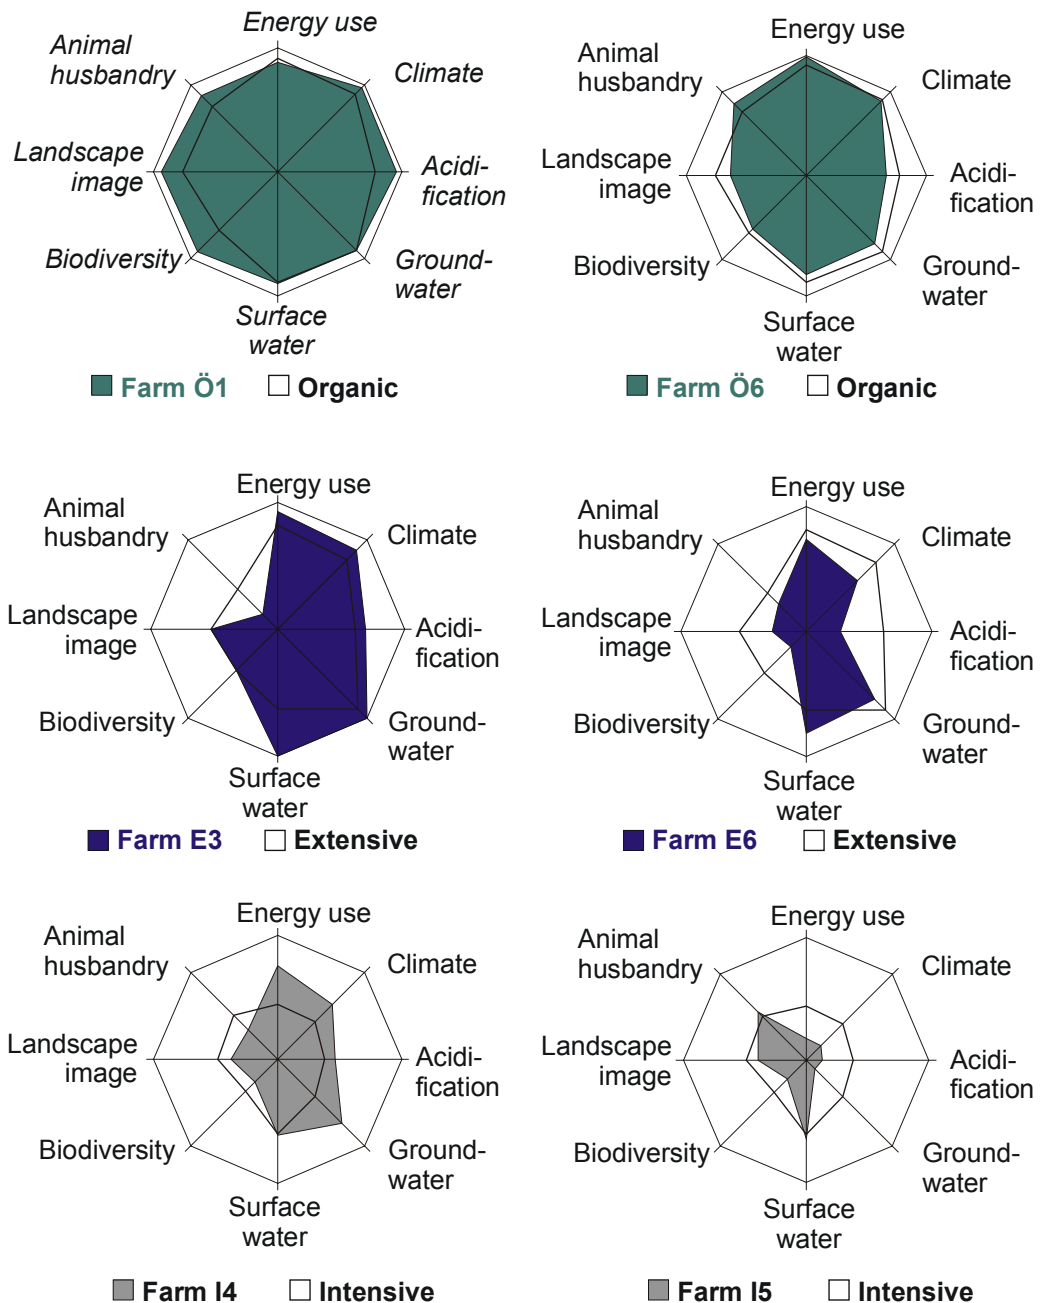 Energy use
Animal
husbandry
Climate
Landscape
image
Acidi-
fication
Biodiversity
Ground-
water
Surface
water
Farm Ö1 Organic
Energy use
Animal
husbandry
Climate
Landscape
image
Acidi-
fication
Biodiversity
Ground-
water
Surface
water
Farm Ö6 Organic
Energy use
Animal
husbandry
Climate
Landscape
image
Acidi-
fication
Biodiversity
Ground-
water
Surface
water
Farm E3 Extensive
Energy use
Animal
husbandry
Climate
Landscape
image
Acidi-
fication
Biodiversity
Ground-
water
Surface
water
Farm E6 Extensive
Energy use
Animal
husbandry
Climate
Landscape
image
Acidi-
fication
Biodiversity
Ground-
water
Surface
water
Farm I4 Intensive
Energy use
Animal
husbandry
Climate
Landscape
image
Acidi-
fication
Biodiversity
Ground-
water
Surface
water
Farm I5 Intensive